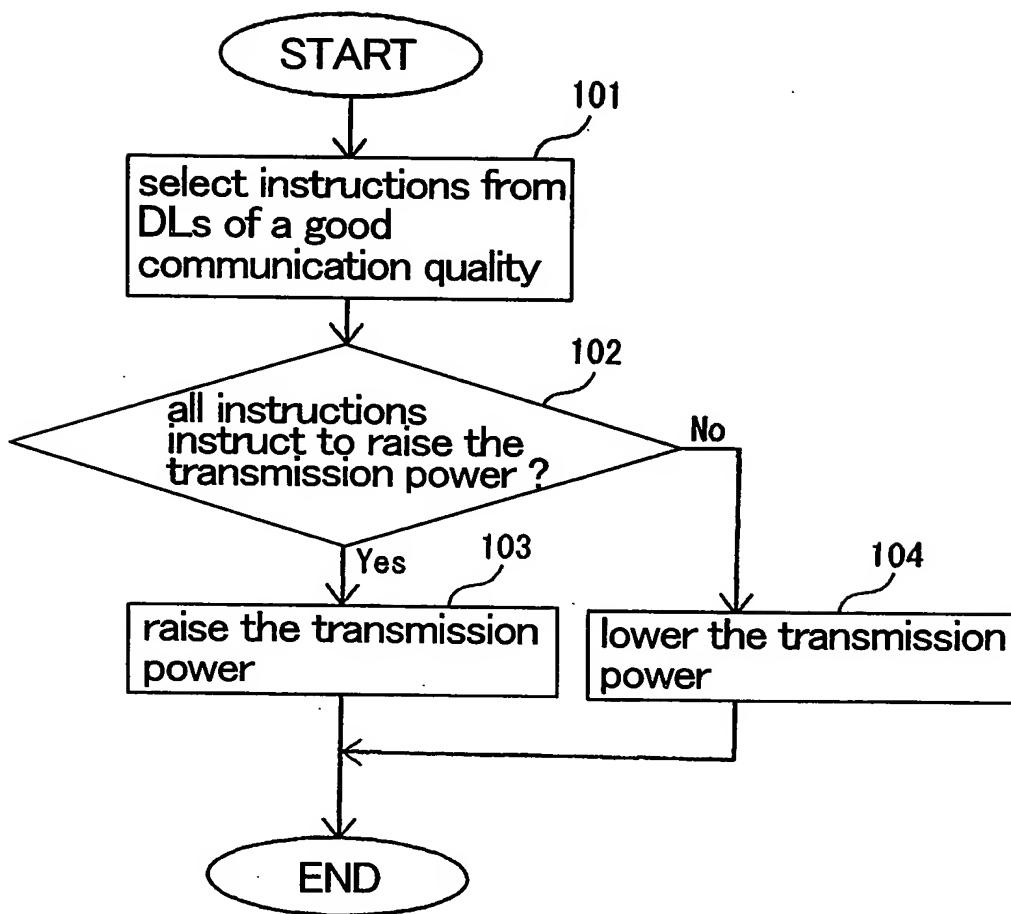 START
101
select instructions from
DLs of a good
communication quality
102
all instructions
instruct to raise the
transmission power ?
No
Yes
103
raise the transmission
power
104
lower the transmission
power
END